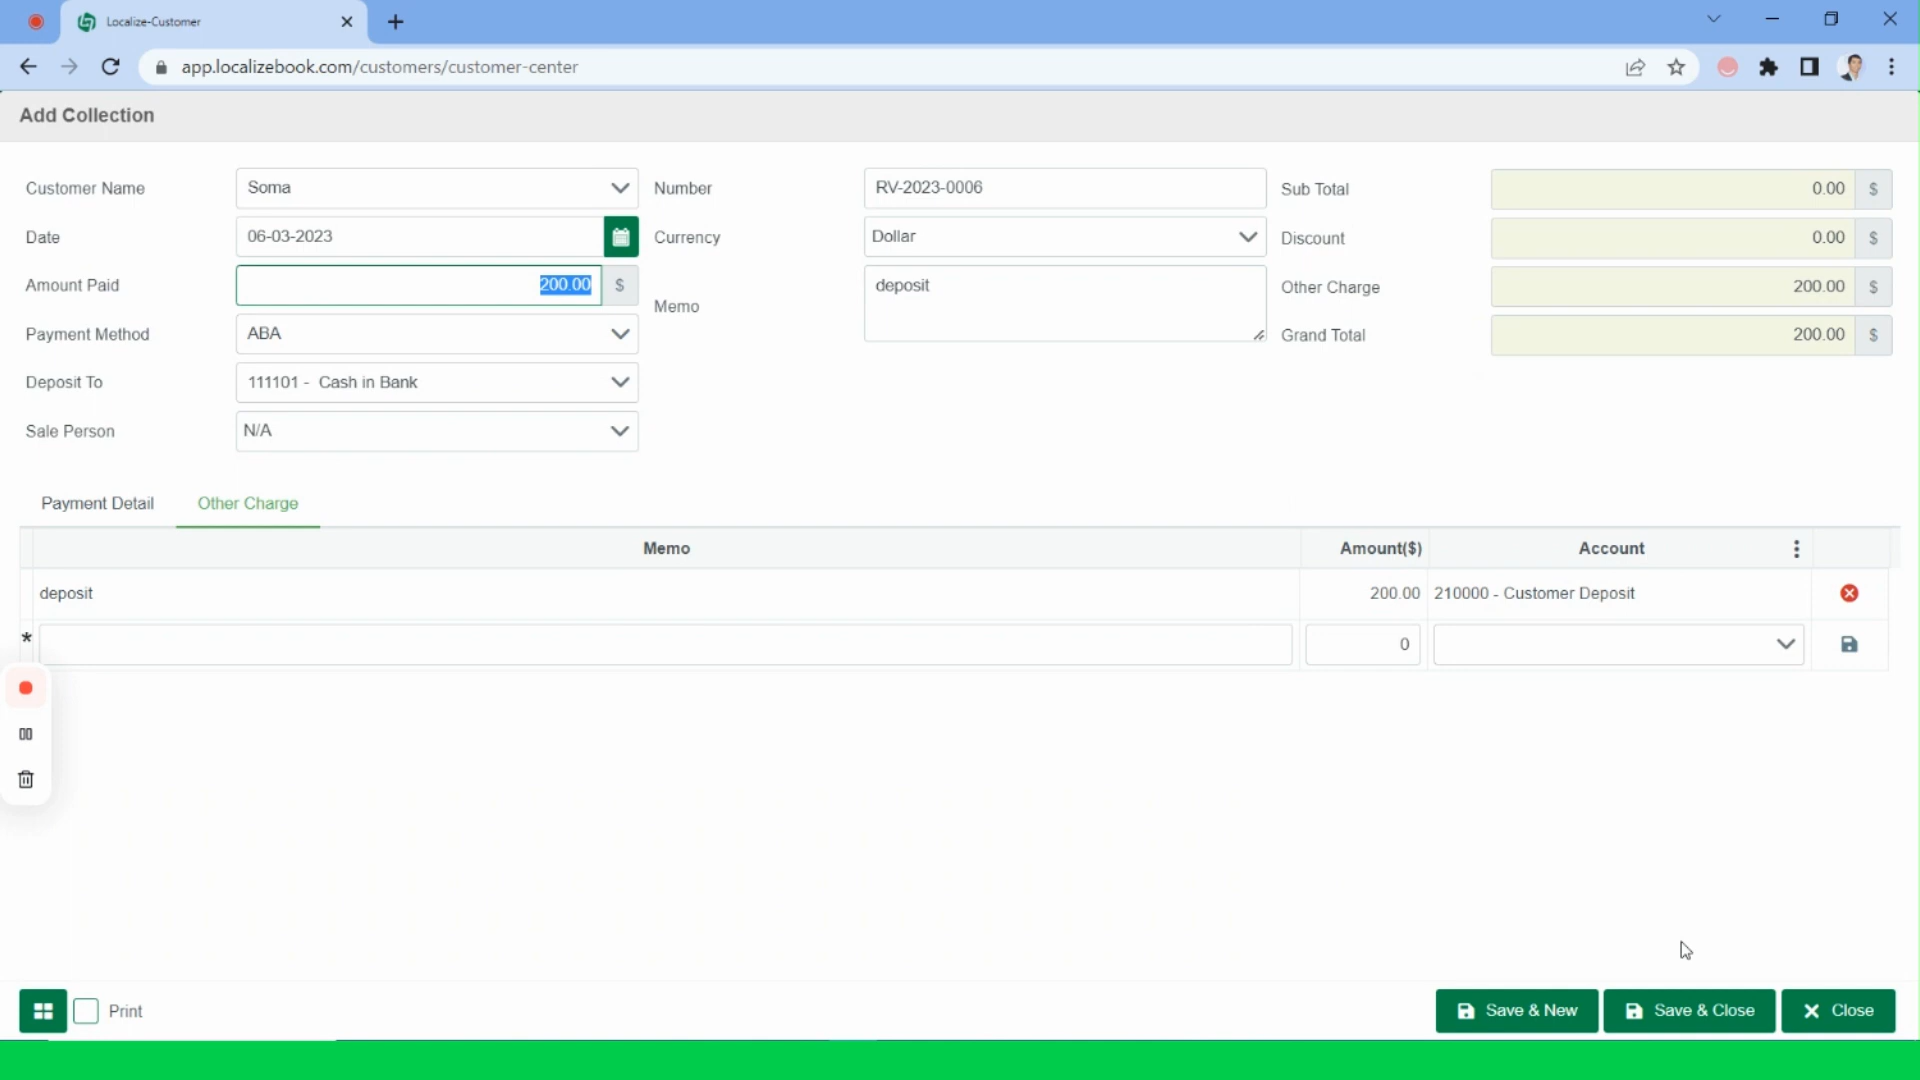 Localize-Customer
app.localizebook.com/customers/customer-center
Add Collection
Customer Name Soma Number RV-2023-0006 Sub Total 0.00 $
Date 06-03-2023 Currency Dollar Discount 0.00 $
Amount Paid 200.00 $ Memo deposit Other Charge 200.00 $
Payment Method ABA Grand Total 200.00 $
Deposit To 111101 - Cash in Bank
Sale Person N/A
Payment Detail Other Charge
Memo Amount($) Account
deposit 200.00 210000 - Customer Deposit
* 0
Print Save & New Save & Close Close